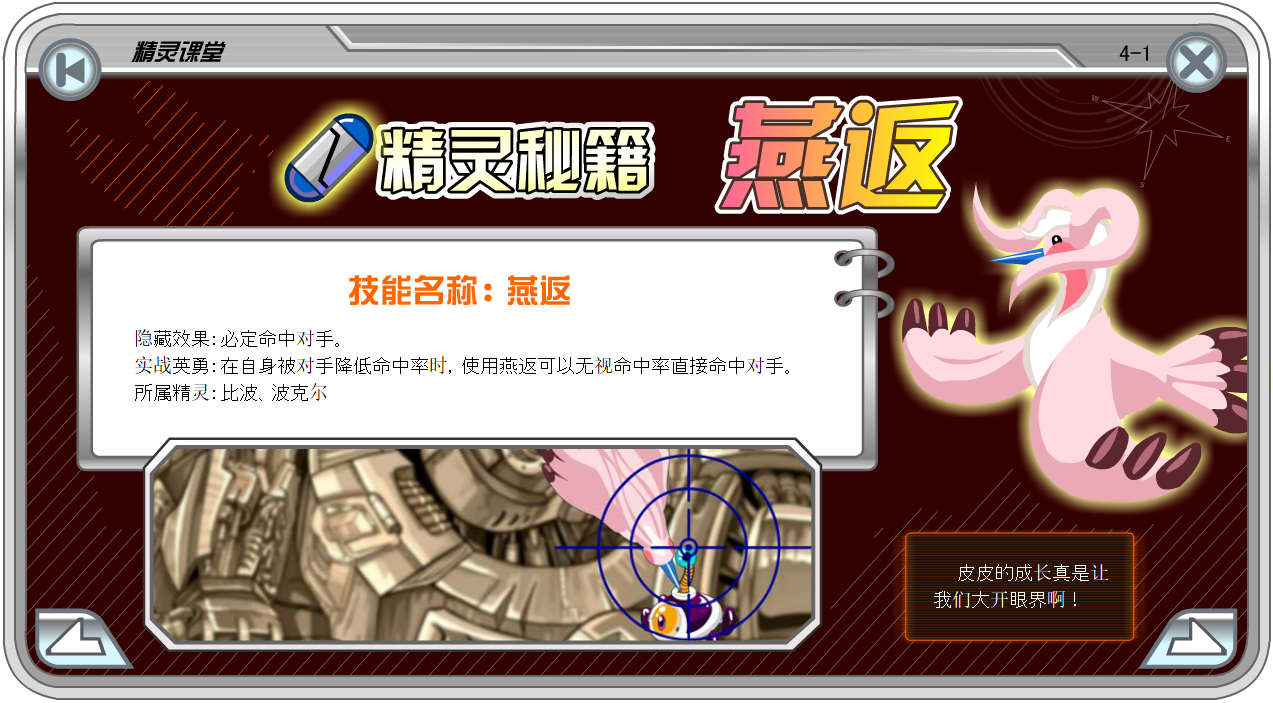 精灵课堂
4-1
精灵秘籍
燕返
W
E
S
技能名称：燕返
隐藏效果：必定命中对手。
实战英勇：在自身被对手降低命中率时，使用燕返可以无视命中率直接命中对手。
所属精灵：比波、波克尔
皮皮的成长真是让
我们大开眼界啊！